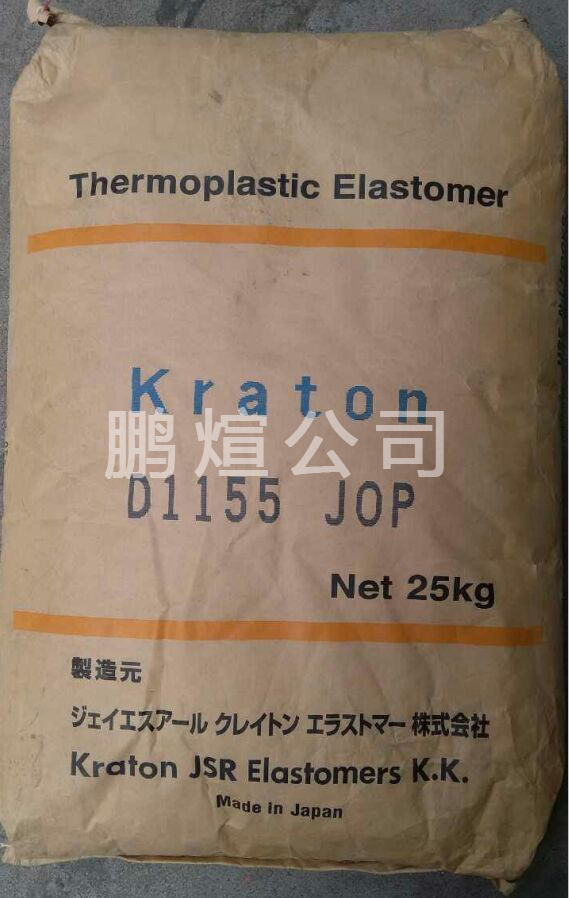 Thermoplastic Elastomer
Kraton
鹏煊公司
D1155 JOP
Net 25kg
製造元
ジェイエスアール クレイトン エラストマー 株式会社
Kraton JSR Elastomers K.K.
Made in Japan